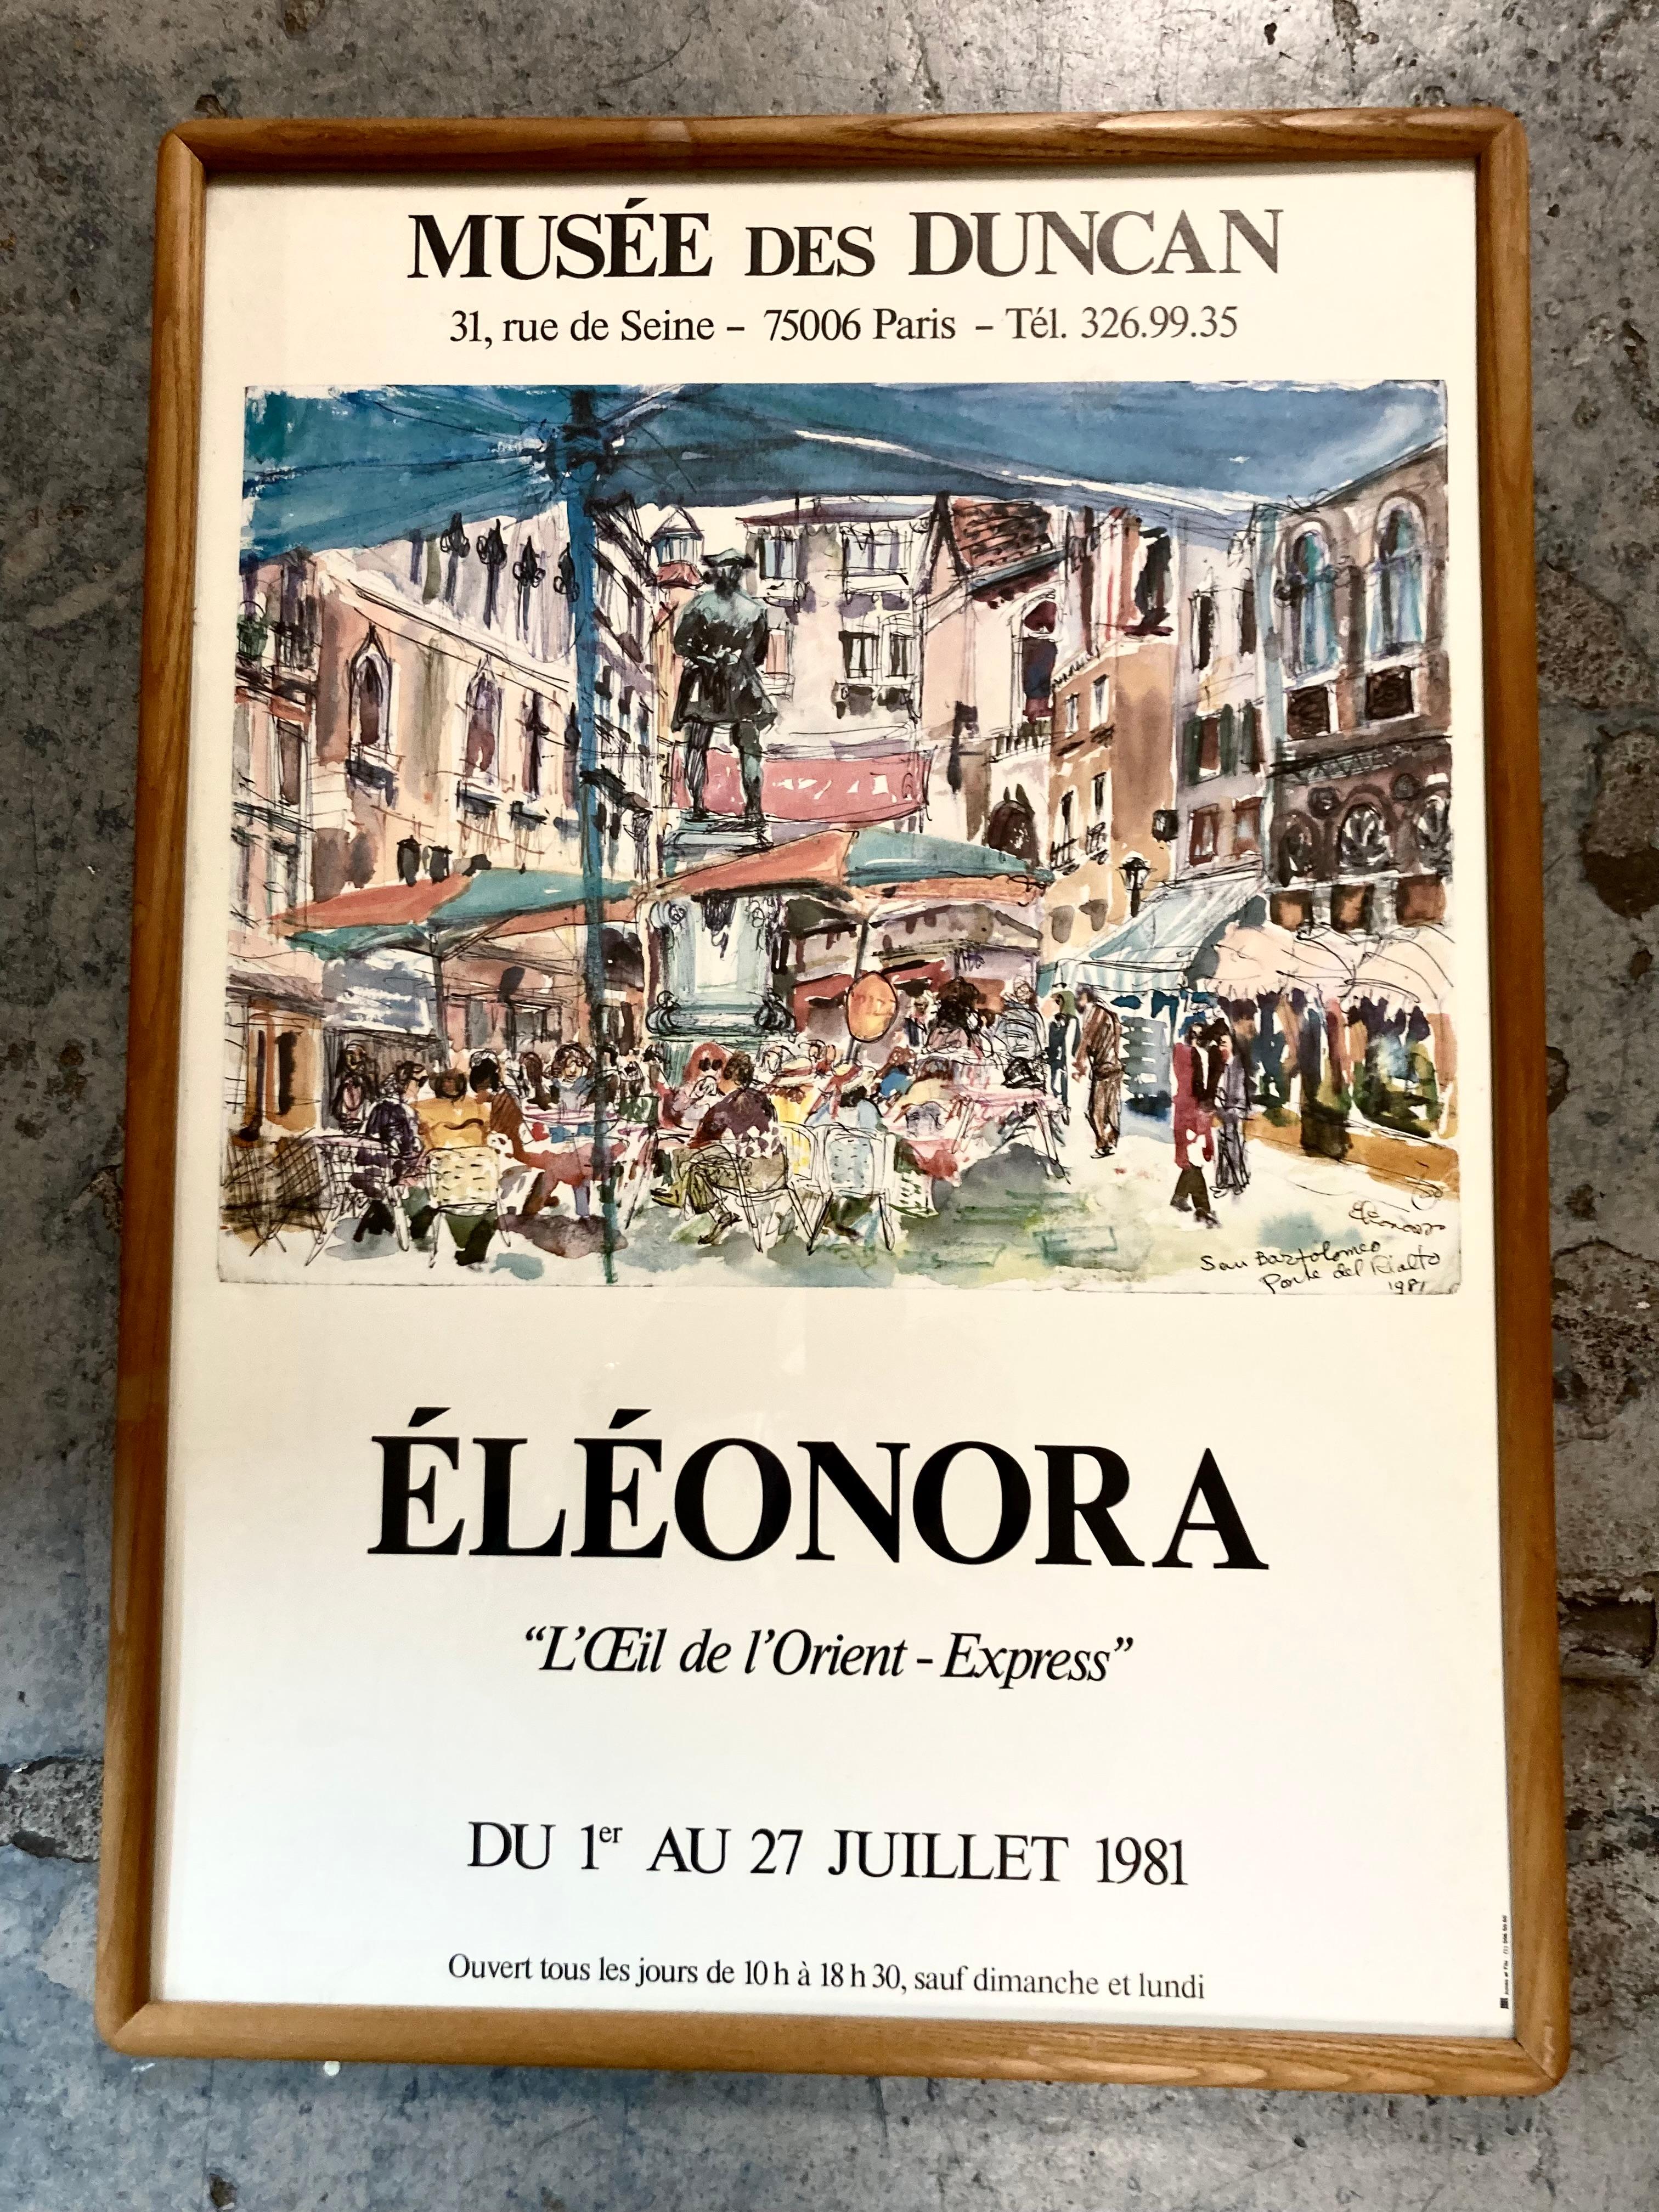 MUSÉE DES DUNCAN
31, rue de Seine – 75006 Paris – Tél. 326.99.35
Éléonora
San Bartolomeo
Ponte del Rialto
1981
ÉLÉONORA
“L’Œil de l’Orient - Express”
DU 1er AU 27 JUILLET 1981
Ouvert tous les jours de 10 h à 18 h 30, sauf dimanche et lundi